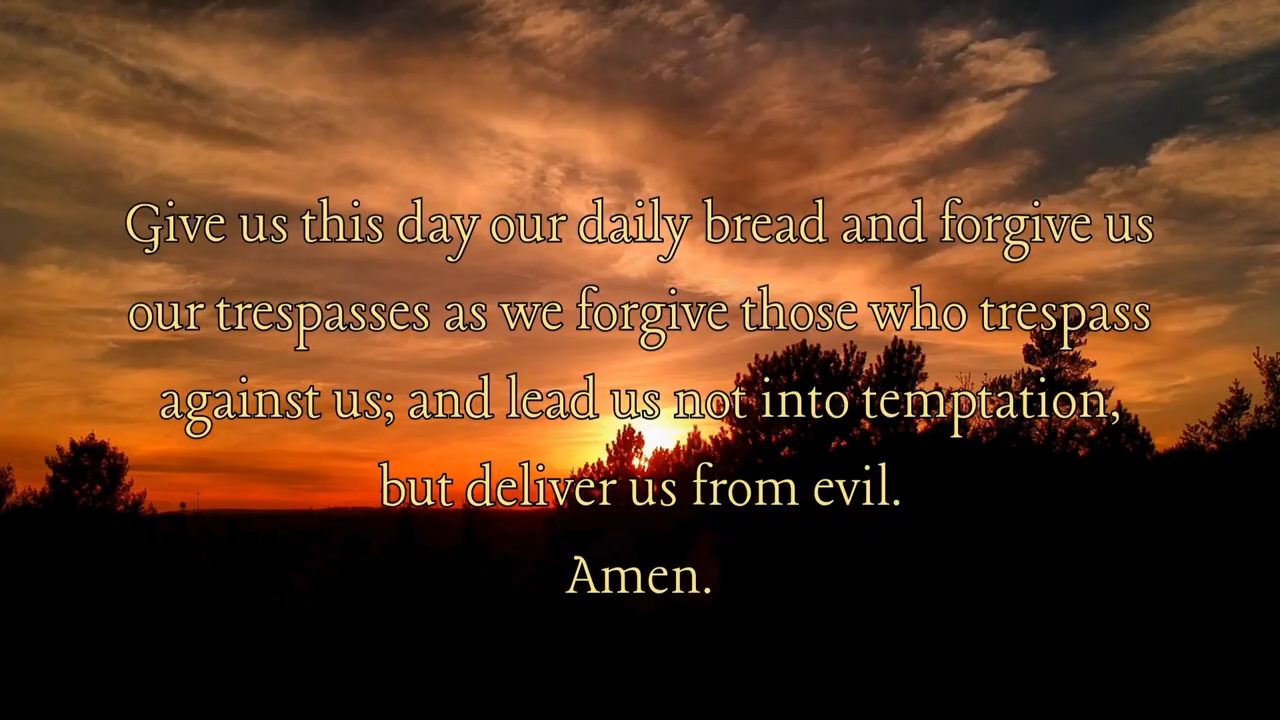 Give us this day our daily bread and forgive us
our trespasses as we forgive those who trespass
against us; and lead us not into temptation,
but deliver us from evil.
Amen.